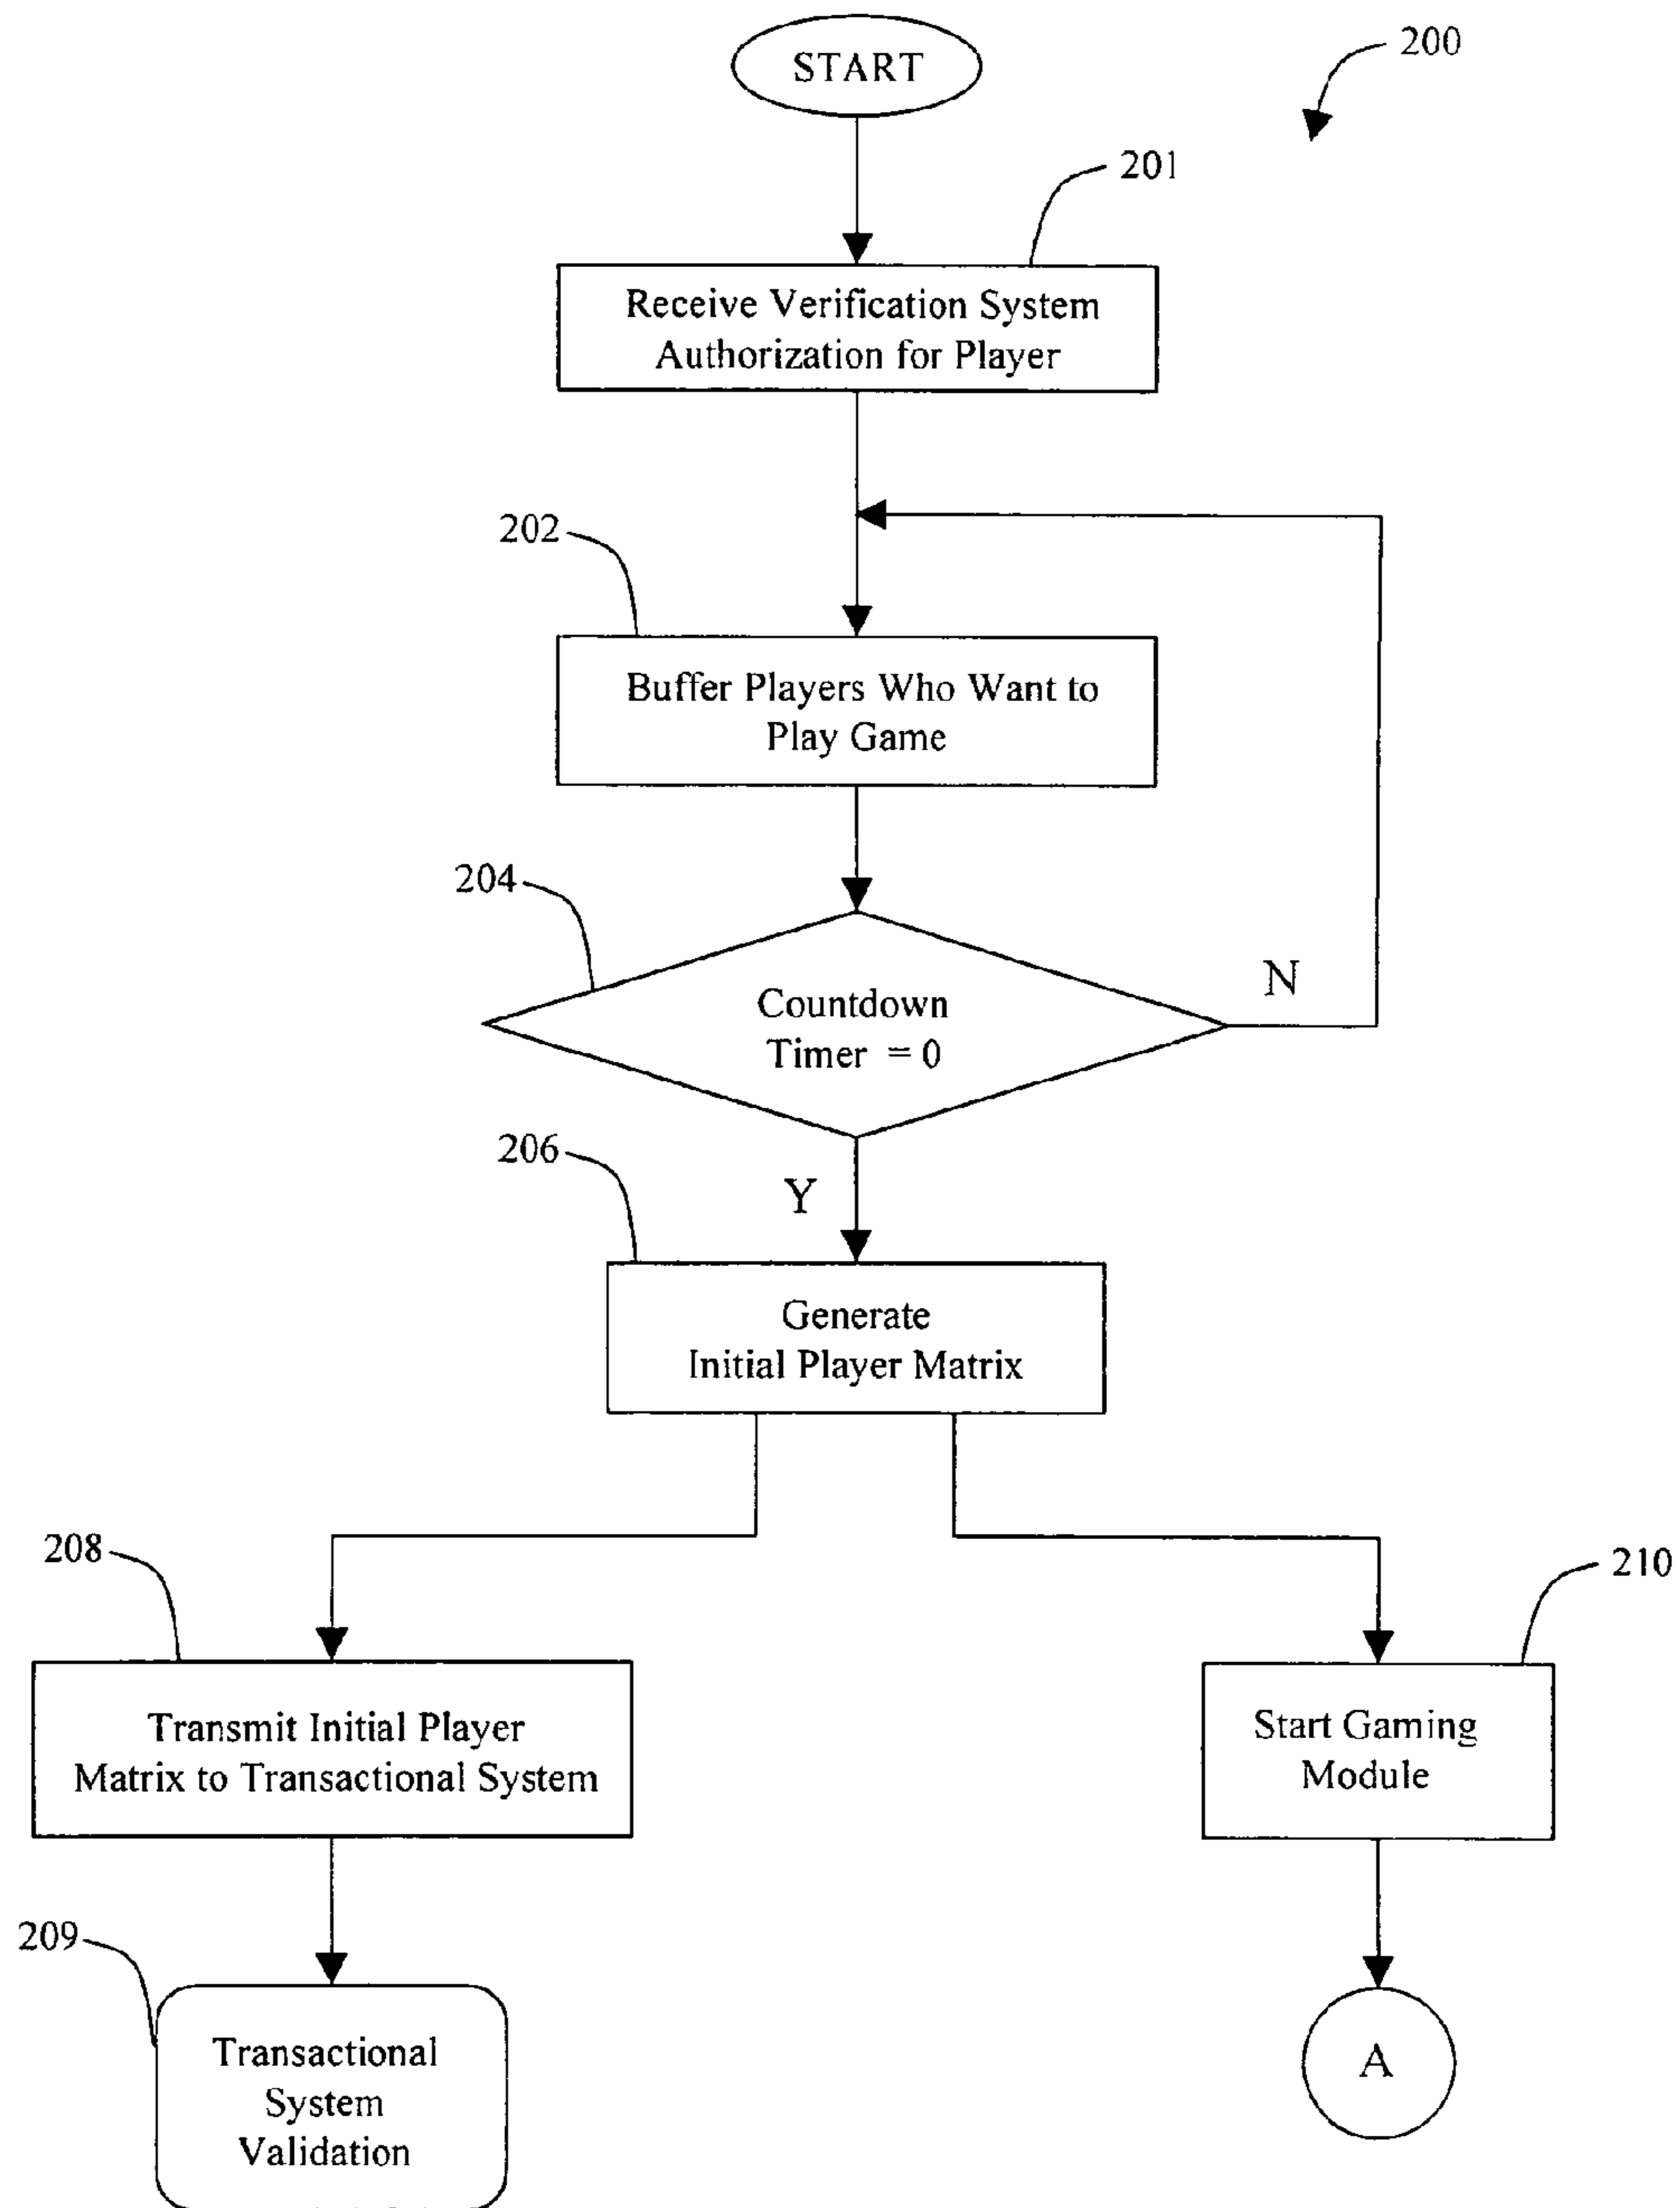 START
200
201
Receive Verification System
Authorization for Player
202
Buffer Players Who Want to
Play Game
204
Countdown
Timer = 0
N
206
Y
Generate
Initial Player Matrix
208
210
Transmit Initial Player
Matrix to Transactional System
Start Gaming
Module
209
Transactional
System
Validation
A